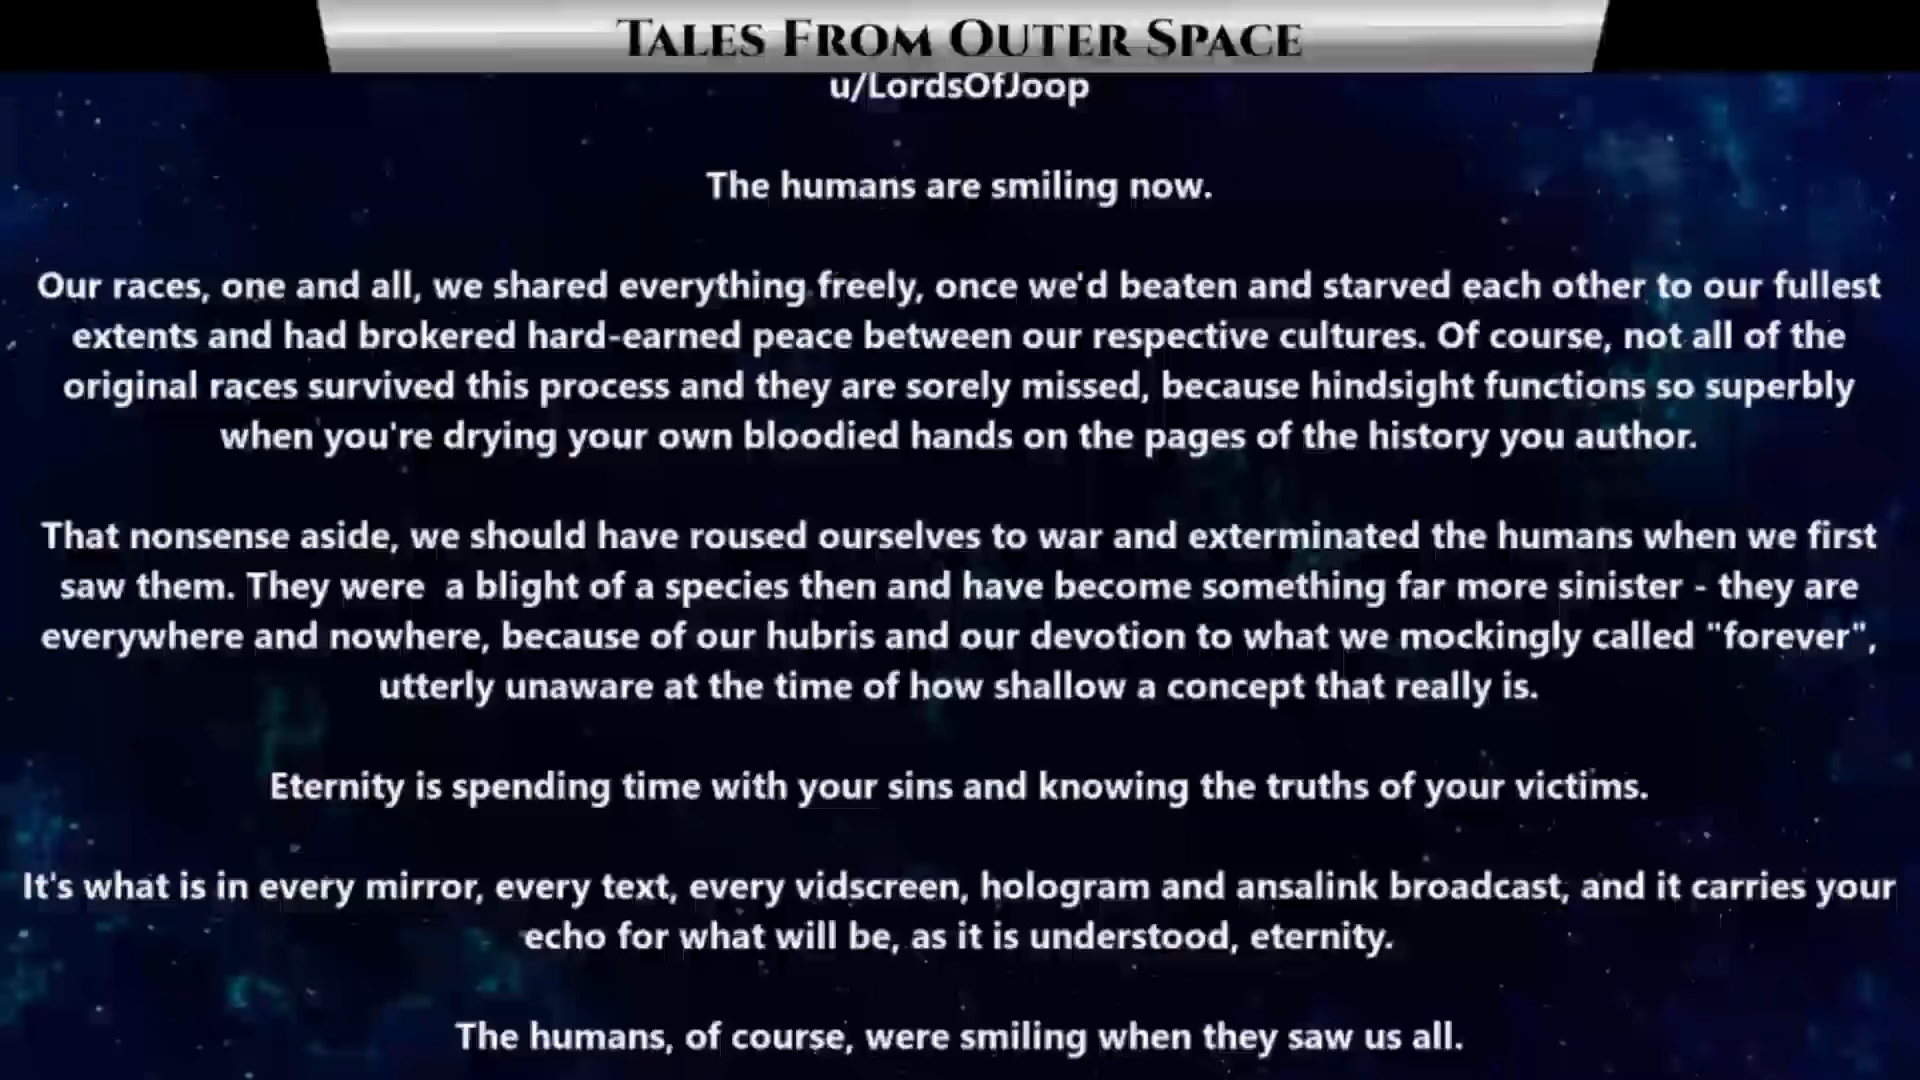 Tales From Outer Space
u/LordsOfJoop
The humans are smiling now.
Our races, one and all, we shared everything freely, once we'd beaten and starved each other to our fullest
extents and had brokered hard-earned peace between our respective cultures. Of course, not all of the
original races survived this process and they are sorely missed, because hindsight functions so superbly
when you're drying your own bloodied hands on the pages of the history you author.
That nonsense aside, we should have roused ourselves to war and exterminated the humans when we first
saw them. They were  a blight of a species then and have become something far more sinister - they are
everywhere and nowhere, because of our hubris and our devotion to what we mockingly called "forever",
utterly unaware at the time of how shallow a concept that really is.
Eternity is spending time with your sins and knowing the truths of your victims.
It's what is in every mirror, every text, every vidscreen, hologram and ansalink broadcast, and it carries your
echo for what will be, as it is understood, eternity.
The humans, of course, were smiling when they saw us all.